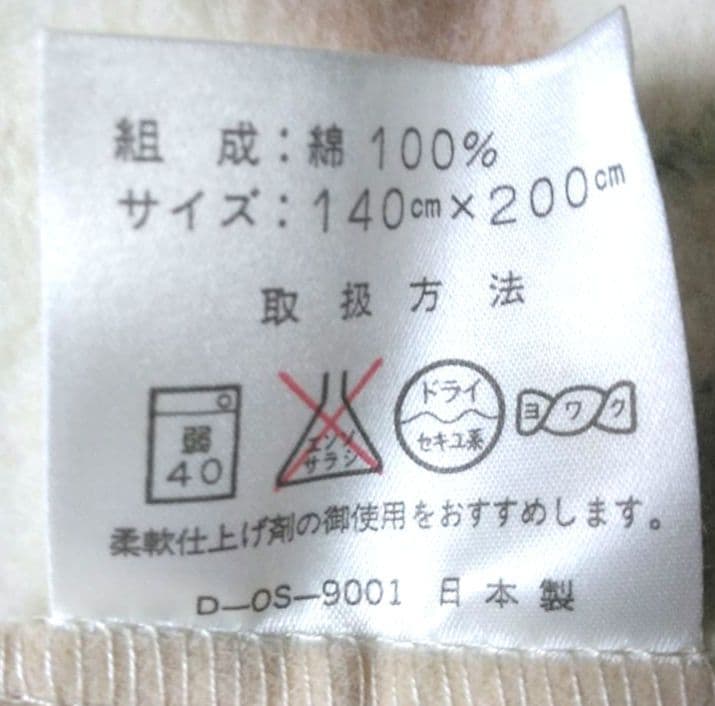 組 成：綿 100%
サイズ：140㎝×200㎝
取扱方法
弱
40
エンソ
サラシ
ドライ
セキユ系
ヨワク
柔軟仕上げ剤の御使用をおすすめします。
D—OS—9001 日本製